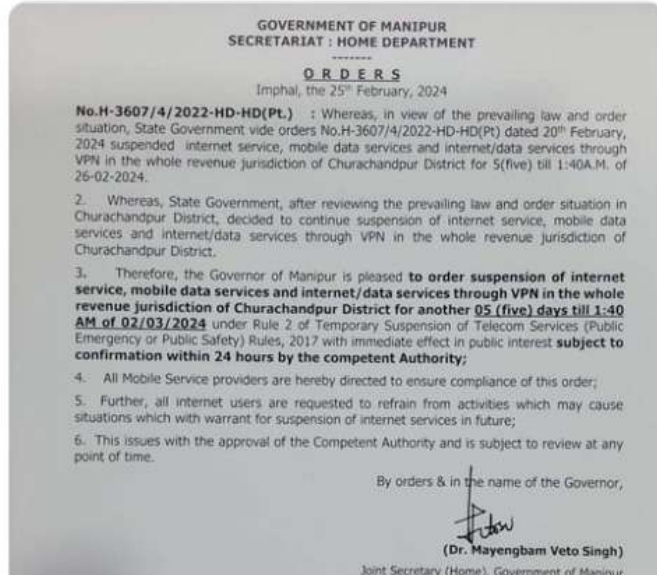 GOVERNMENT OF MANIPUR
SECRETARIAT : HOME DEPARTMENT
-------
O R D E R S
Imphal, the 25th February, 2024
No.H-3607/4/2022-HD-HD(Pt.) : Whereas, in view of the prevailing law and order
situation, State Government vide orders No.H-3607/4/2022-HD-HD(Pt) dated 20th February,
2024 suspended internet service, mobile data services and internet/data services through
VPN in the whole revenue jurisdiction of Churachandpur District for 5(five) till 1:40A.M. of
26-02-2024.
2. Whereas, State Government, after reviewing the prevailing law and order situation in
Churachandpur District, decided to continue suspension of internet service, mobile data
services and internet/data services through VPN in the whole revenue jurisdiction of
Churachandpur District.
3. Therefore, the Governor of Manipur is pleased to order suspension of internet
service, mobile data services and internet/data services through VPN in the whole
revenue jurisdiction of Churachandpur District for another 05 (five) days till 1:40
AM of 02/03/2024 under Rule 2 of Temporary Suspension of Telecom Services (Public
Emergency or Public Safety) Rules, 2017 with immediate effect in public interest subject to
confirmation within 24 hours by the competent Authority;
4. All Mobile Service providers are hereby directed to ensure compliance of this order;
5. Further, all internet users are requested to refrain from activities which may cause
situations which with warrant for suspension of internet services in future;
6. This issues with the approval of the Competent Authority and is subject to review at any
point of time.
By orders & in the name of the Governor,
(Dr. Mayengbam Veto Singh)
Joint Secretary (Home), Government of Manipur